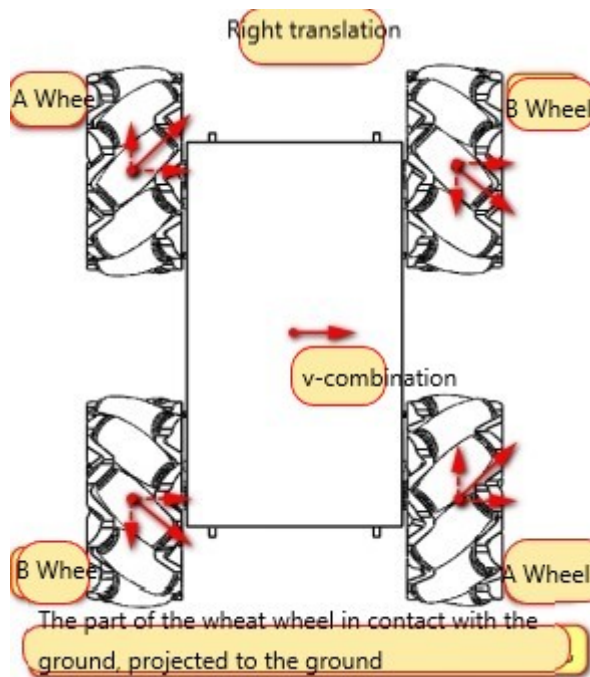 Right translation
A Whee
B Wheel
v-combination
B Whee
A Wheel
The part of the wheat wheel in contact with the
ground, projected to the ground